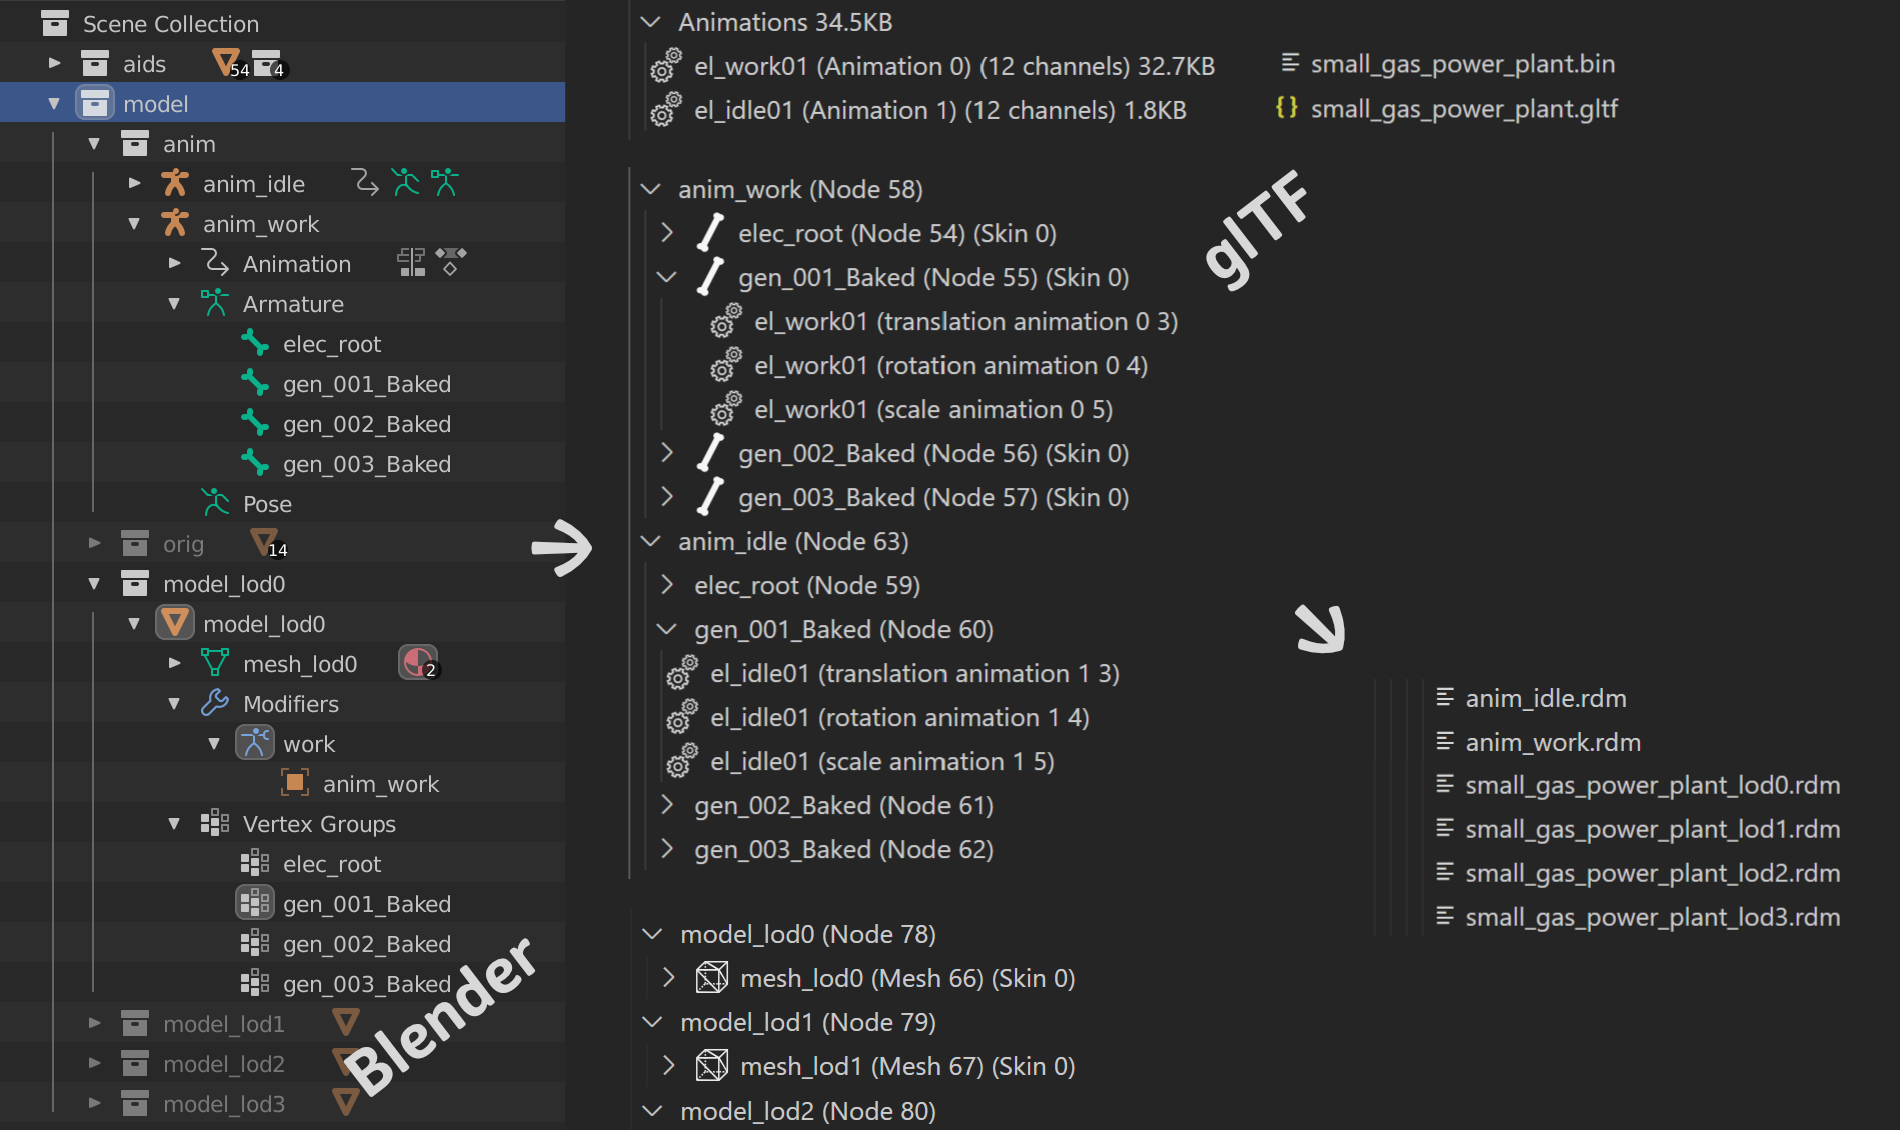 Scene Collection
aids 54 4
model
anim
anim_idle
anim_work
Animation
Armature
elec_root
gen_001_Baked
gen_002_Baked
gen_003_Baked
Pose
orig 14
model_lod0
model_lod0
mesh_lod0 2
Modifiers
work
anim_work
Vertex Groups
elec_root
gen_001_Baked
gen_002_Baked
gen_003_Baked
model_lod1
model_lod2
model_lod3
Blender
Animations 34.5KB
el_work01 (Animation 0) (12 channels) 32.7KB
el_idle01 (Animation 1) (12 channels) 1.8KB
anim_work (Node 58)
elec_root (Node 54) (Skin 0)
gen_001_Baked (Node 55) (Skin 0)
el_work01 (translation animation 0 3)
el_work01 (rotation animation 0 4)
el_work01 (scale animation 0 5)
gen_002_Baked (Node 56) (Skin 0)
gen_003_Baked (Node 57) (Skin 0)
anim_idle (Node 63)
elec_root (Node 59)
gen_001_Baked (Node 60)
el_idle01 (translation animation 1 3)
el_idle01 (rotation animation 1 4)
el_idle01 (scale animation 1 5)
gen_002_Baked (Node 61)
gen_003_Baked (Node 62)
model_lod0 (Node 78)
mesh_lod0 (Mesh 66) (Skin 0)
model_lod1 (Node 79)
mesh_lod1 (Mesh 67) (Skin 0)
model_lod2 (Node 80)
small_gas_power_plant.bin
{} small_gas_power_plant.gltf
glTF
anim_idle.rdm
anim_work.rdm
small_gas_power_plant_lod0.rdm
small_gas_power_plant_lod1.rdm
small_gas_power_plant_lod2.rdm
small_gas_power_plant_lod3.rdm